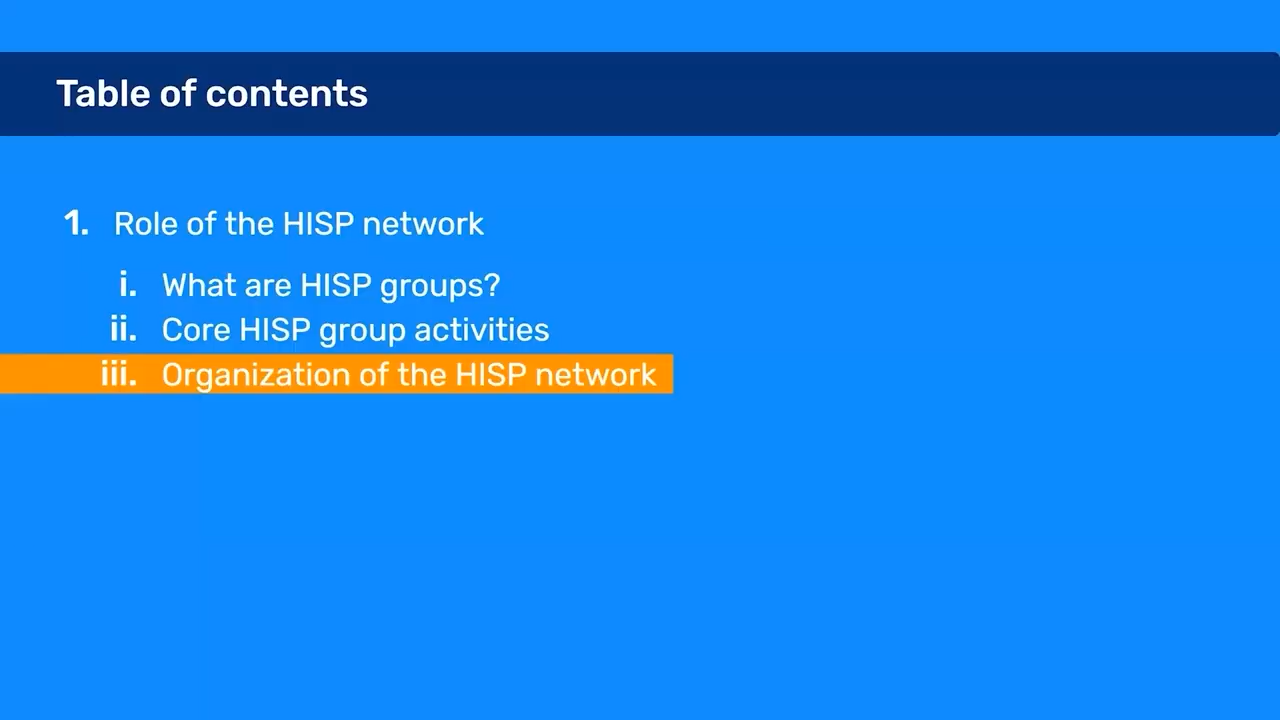 Table of contents
1. Role of the HISP network
i. What are HISP groups?
ii. Core HISP group activities
iii. Organization of the HISP network